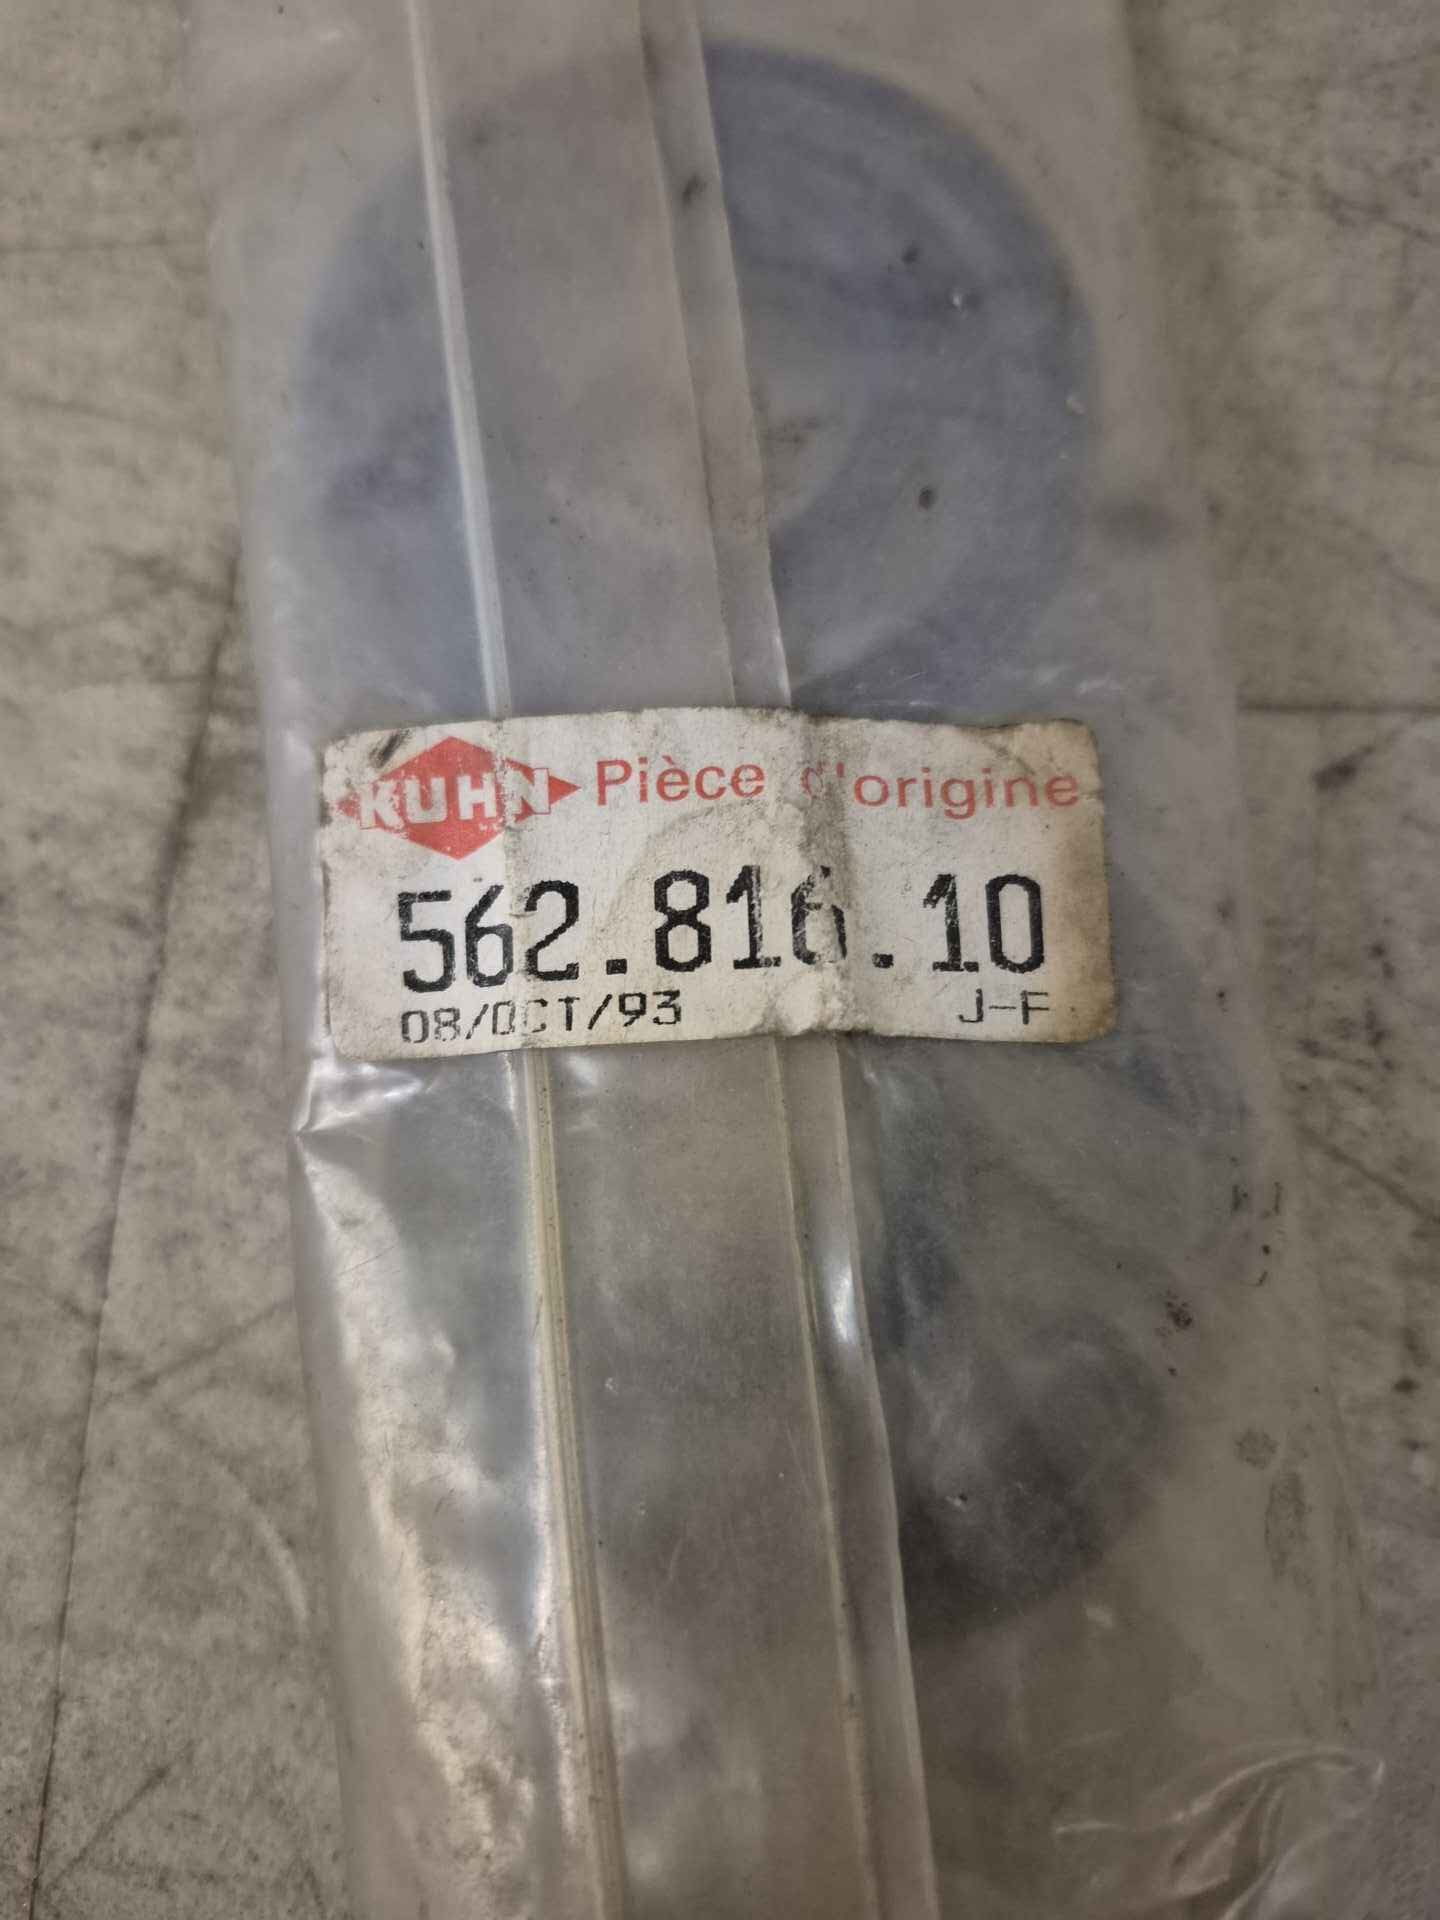 KUHN Pièce d'origine
562.816.10
08/OCT/93 J-F